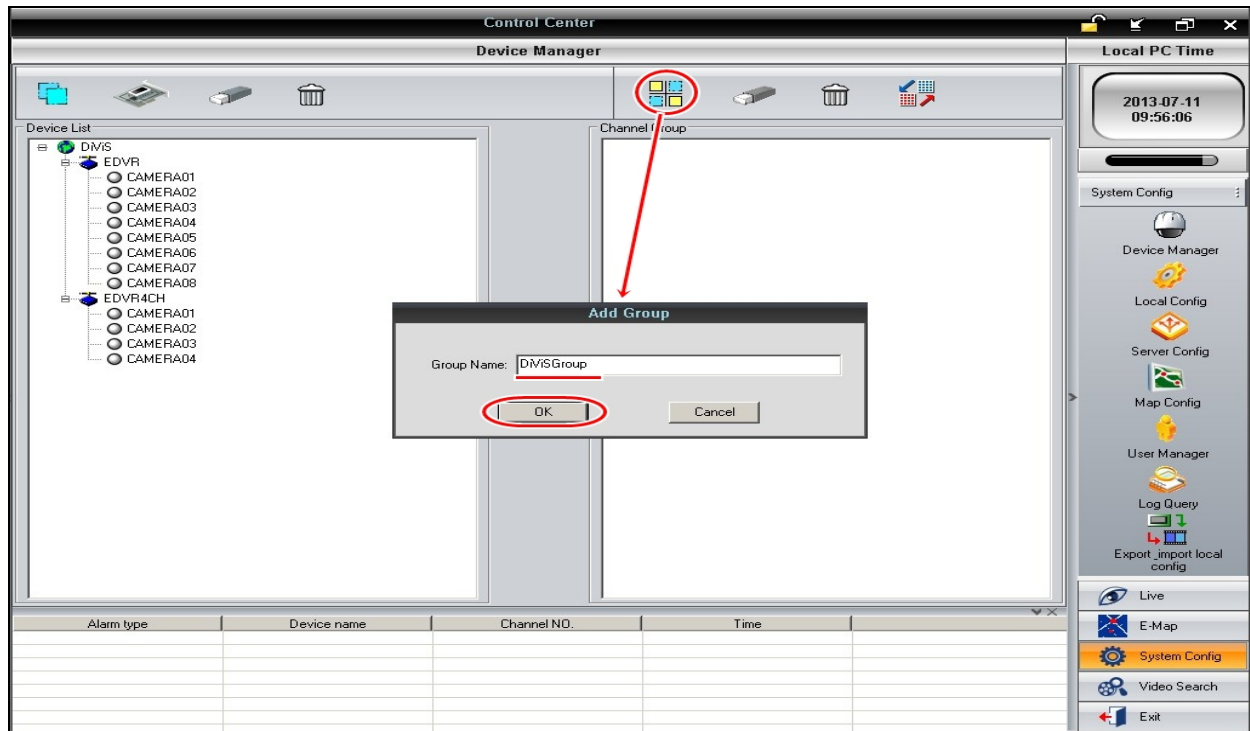 Control Center
Device Manager
Local PC Time
2013-07-11
09:56:06
Device List
DiViS
EDVR
CAMERA01
CAMERA02
CAMERA03
CAMERA04
CAMERA05
CAMERA06
CAMERA07
CAMERA08
EDVR4CH
CAMERA01
CAMERA02
CAMERA03
CAMERA04
Channel Group
Add Group
Group Name: DiViSGroup
OK Cancel
System Config
Device Manager
Local Config
Server Config
Map Config
User Manager
Log Query
Export_import local
config
Live
E-Map
System Config
Video Search
Exit
Alarm type Device name Channel NO. Time